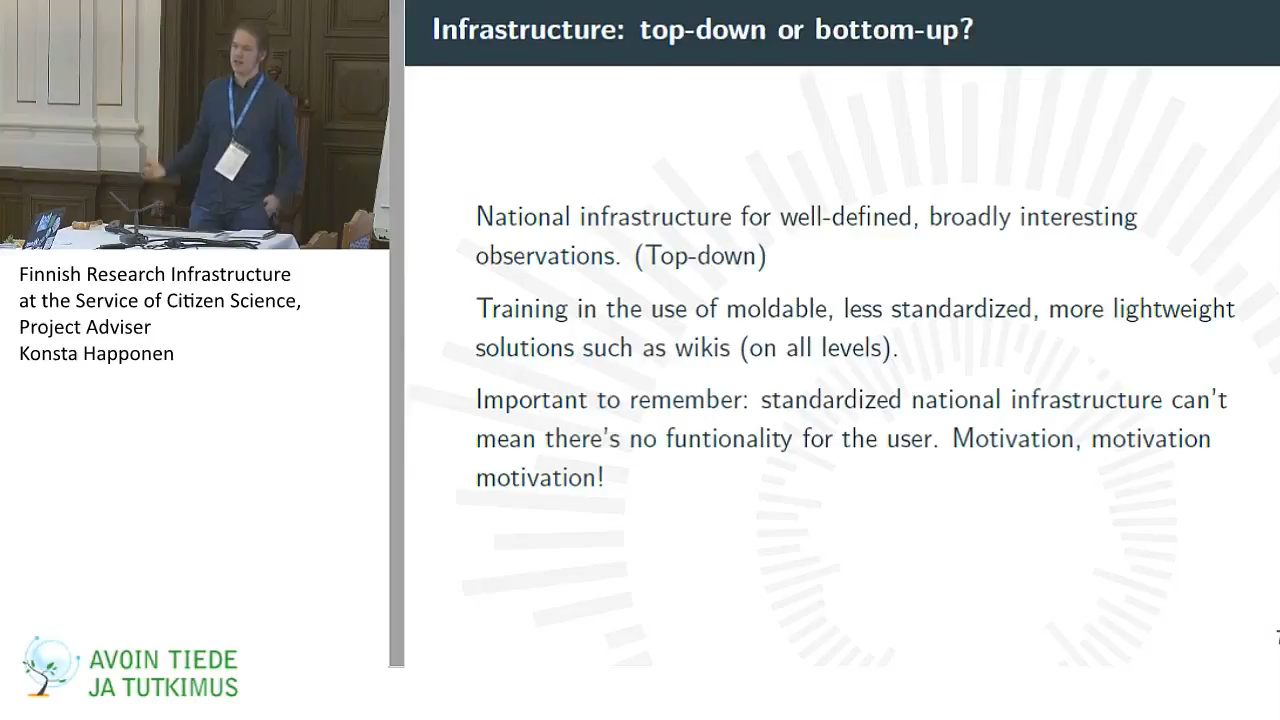 Infrastructure: top-down or bottom-up?
National infrastructure for well-defined, broadly interesting
observations. (Top-down)
Training in the use of moldable, less standardized, more lightweight
solutions such as wikis (on all levels).
Important to remember: standardized national infrastructure can't
mean there's no funtionality for the user. Motivation, motivation
motivation!
Finnish Research Infrastructure
at the Service of Citizen Science,
Project Adviser
Konsta Happonen
AVOIN TIEDE
JA TUTKIMUS